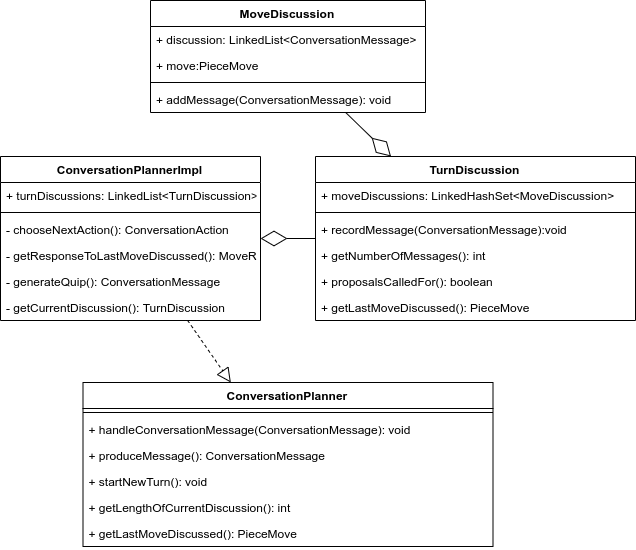 MoveDiscussion
+ discussion: LinkedList<ConversationMessage>
+ move:PieceMove
+ addMessage(ConversationMessage): void
ConversationPlannerImpl
+ turnDiscussions: LinkedList<TurnDiscussion>
- chooseNextAction(): ConversationAction
- getResponseToLastMoveDiscussed(): MoveR
- generateQuip(): ConversationMessage
- getCurrentDiscussion(): TurnDiscussion
TurnDiscussion
+ moveDiscussions: LinkedHashSet<MoveDiscussion>
+ recordMessage(ConversationMessage):void
+ getNumberOfMessages(): int
+ proposalsCalledFor(): boolean
+ getLastMoveDiscussed(): PieceMove
ConversationPlanner
+ handleConversationMessage(ConversationMessage): void
+ produceMessage(): ConversationMessage
+ startNewTurn(): void
+ getLengthOfCurrentDiscussion(): int
+ getLastMoveDiscussed(): PieceMove